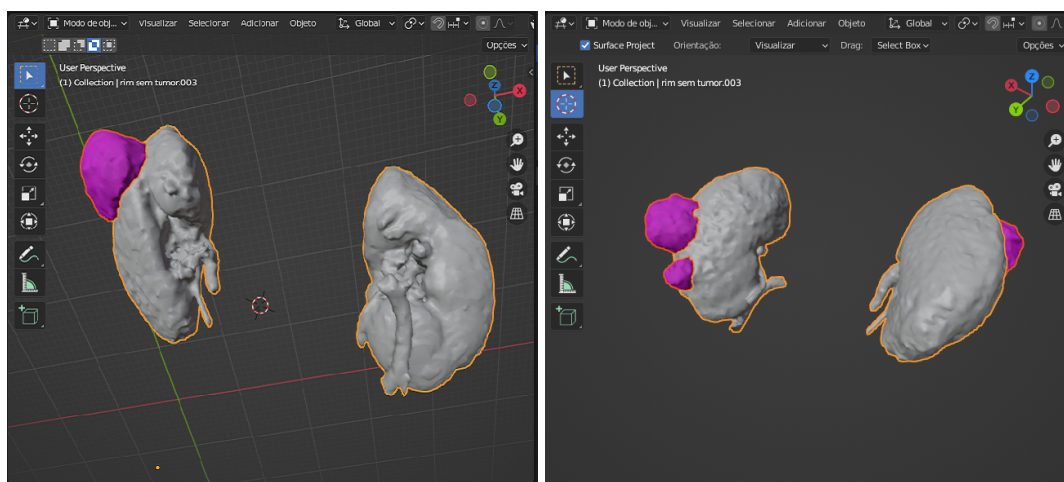 Modo de obj... Visualizar Selecionar Adicionar Objeto Global
Opções
User Perspective
(1) Collection | rim sem tumor.003
Z
X
Y
Modo de obj... Visualizar Selecionar Adicionar Objeto Global
Surface Project Orientação: Visualizar Drag: Select Box Opções
User Perspective
(1) Collection | rim sem tumor.003
Z
X
Y